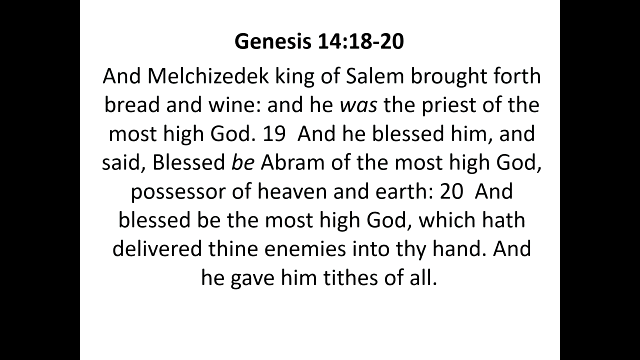 Genesis 14:18-20
And Melchizedek king of Salem brought forth
bread and wine: and he was the priest of the
most high God. 19  And he blessed him, and
said, Blessed be Abram of the most high God,
possessor of heaven and earth: 20  And
blessed be the most high God, which hath
delivered thine enemies into thy hand. And
he gave him tithes of all.